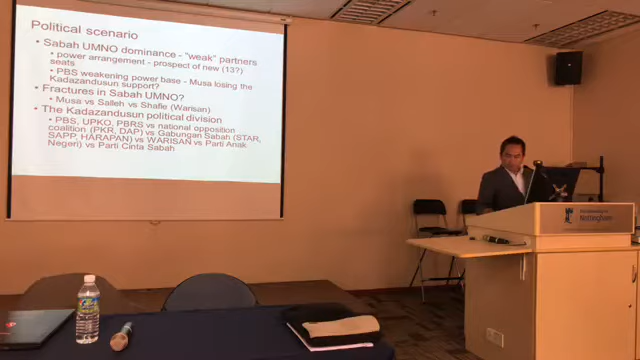 Political scenario
• Sabah UMNO dominance - "weak" partners
• power arrangement - prospect of new (13?)
seats
• PBS weakening power base - Musa losing the
Kadazandusun support?
• Fractures in Sabah UMNO?
• Musa vs Salleh vs Shafie (Warisan)
• The Kadazandusun political division
• PBS, UPKO, PBRS vs national opposition
coalition (PKR, DAP) vs Gabungan Sabah (STAR,
SAPP, HARAPAN) vs WARISAN vs Parti Anak
Negeri) vs Parti Cinta Sabah
Nottingham